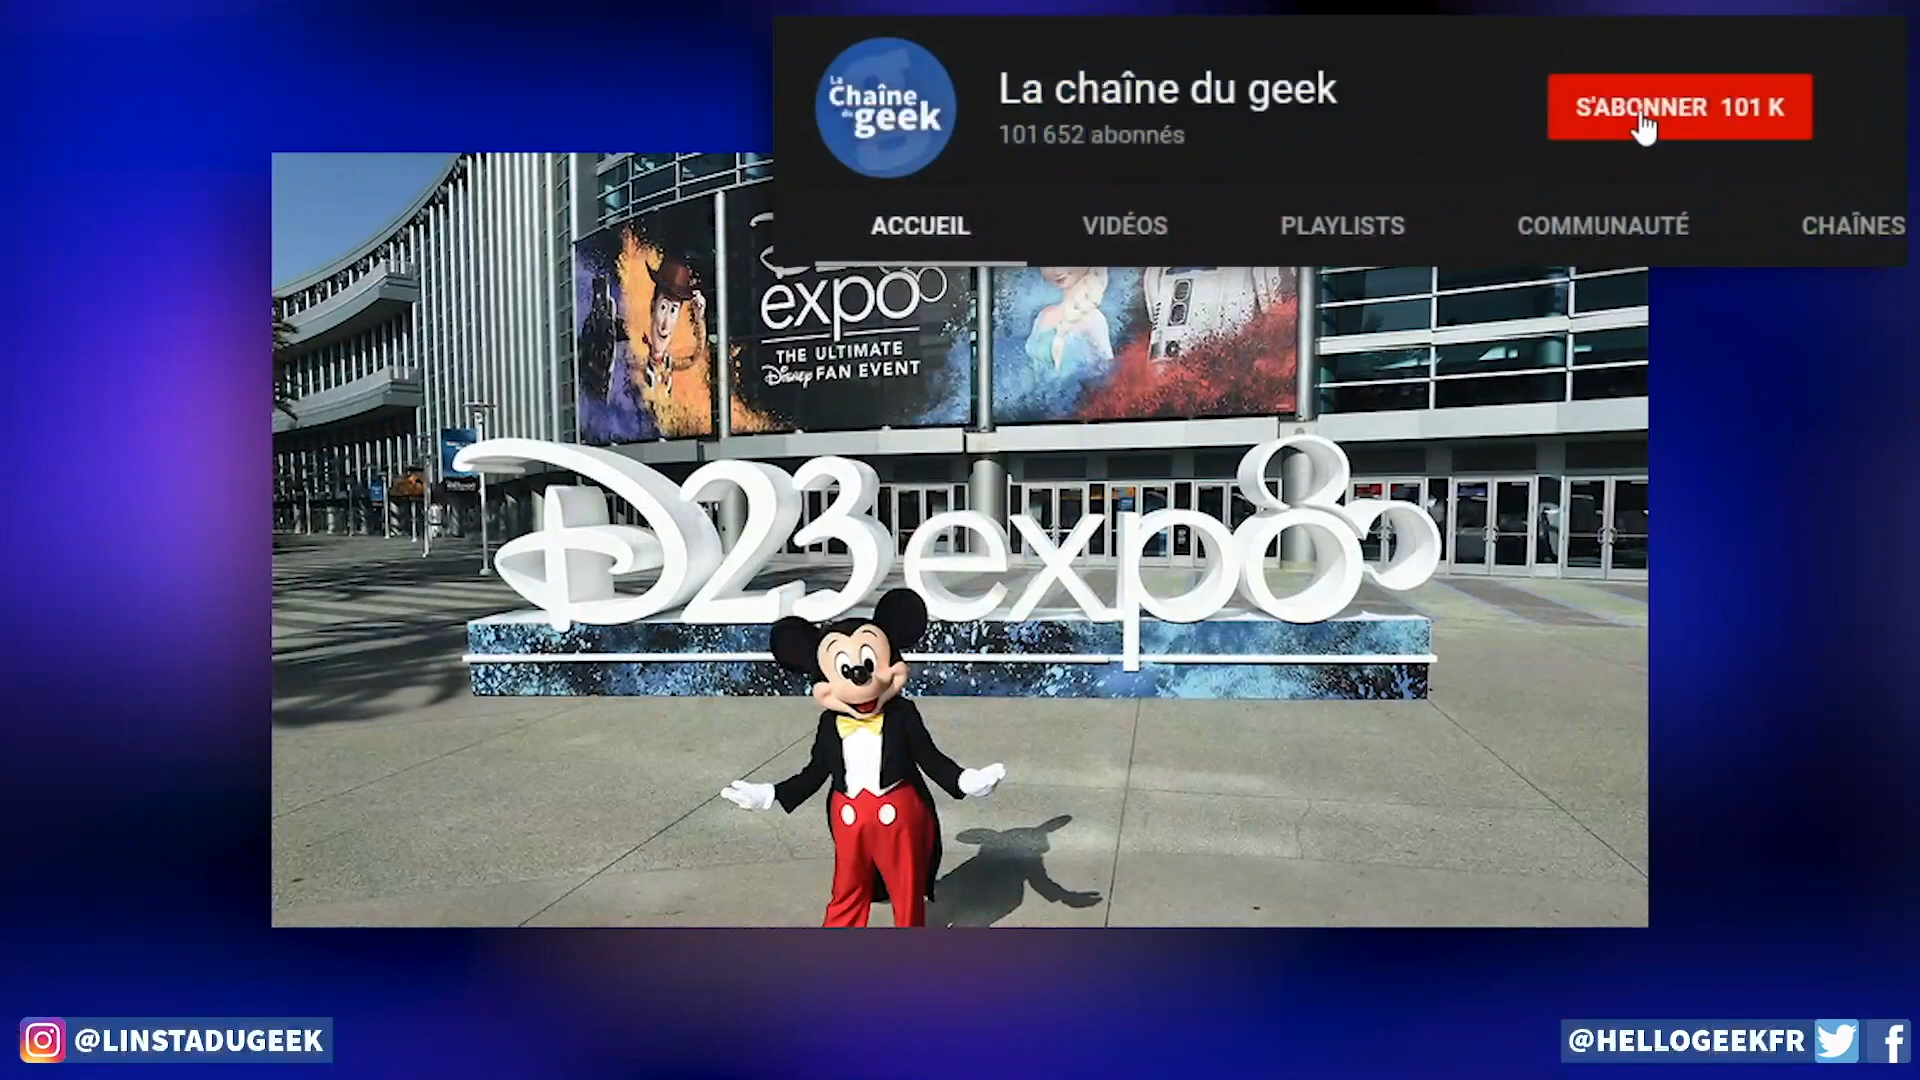 La
Chaîne
du
geek
La chaîne du geek
101 652 abonnés
S'ABONNER 101 K
ACCUEIL
VIDÉOS
PLAYLISTS
COMMUNAUTÉ
CHAÎNES
expo
THE ULTIMATE
Disney FAN EVENT
D23 expo
@LINSTADUGEEK
@HELLOGEEKFR